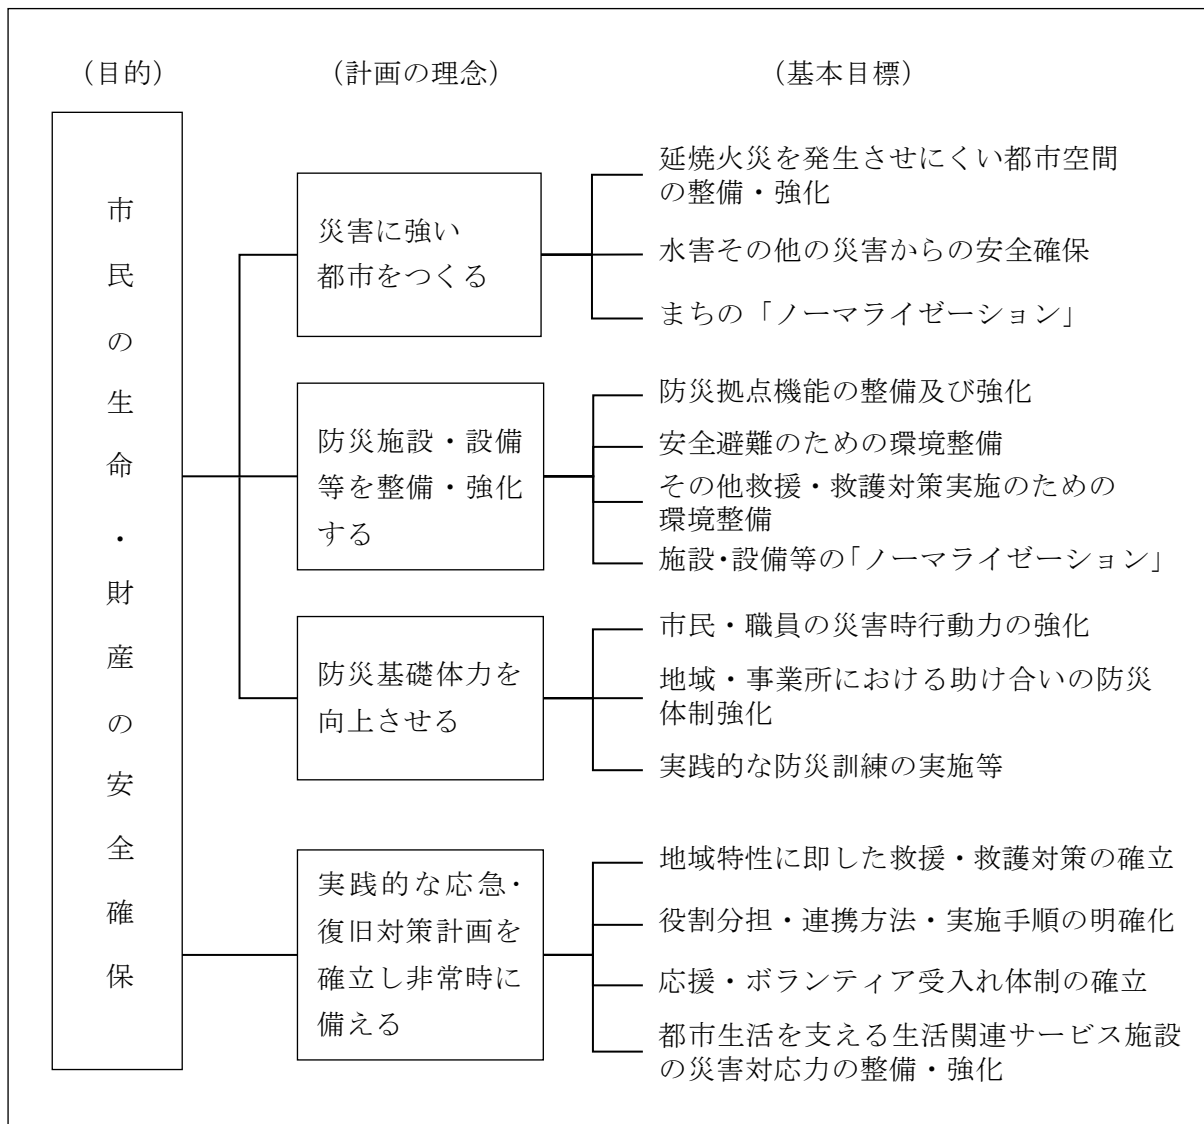 （目的）
（計画の理念）
（基本目標）
市民の生命・財産の安全確保
災害に強い
都市をつくる
延焼火災を発生させにくい都市空間
の整備・強化
水害その他の災害からの安全確保
まちの「ノーマライゼーション」
防災施設・設備
等を整備・強化
する
防災拠点機能の整備及び強化
安全避難のための環境整備
その他救援・救護対策実施のための
環境整備
施設・設備等の「ノーマライゼーション」
防災基礎体力を
向上させる
市民・職員の災害時行動力の強化
地域・事業所における助け合いの防災
体制強化
実践的な防災訓練の実施等
実践的な応急・
復旧対策計画を
確立し非常時に
備える
地域特性に即した救援・救護対策の確立
役割分担・連携方法・実施手順の明確化
応援・ボランティア受入れ体制の確立
都市生活を支える生活関連サービス施設
の災害対応力の整備・強化